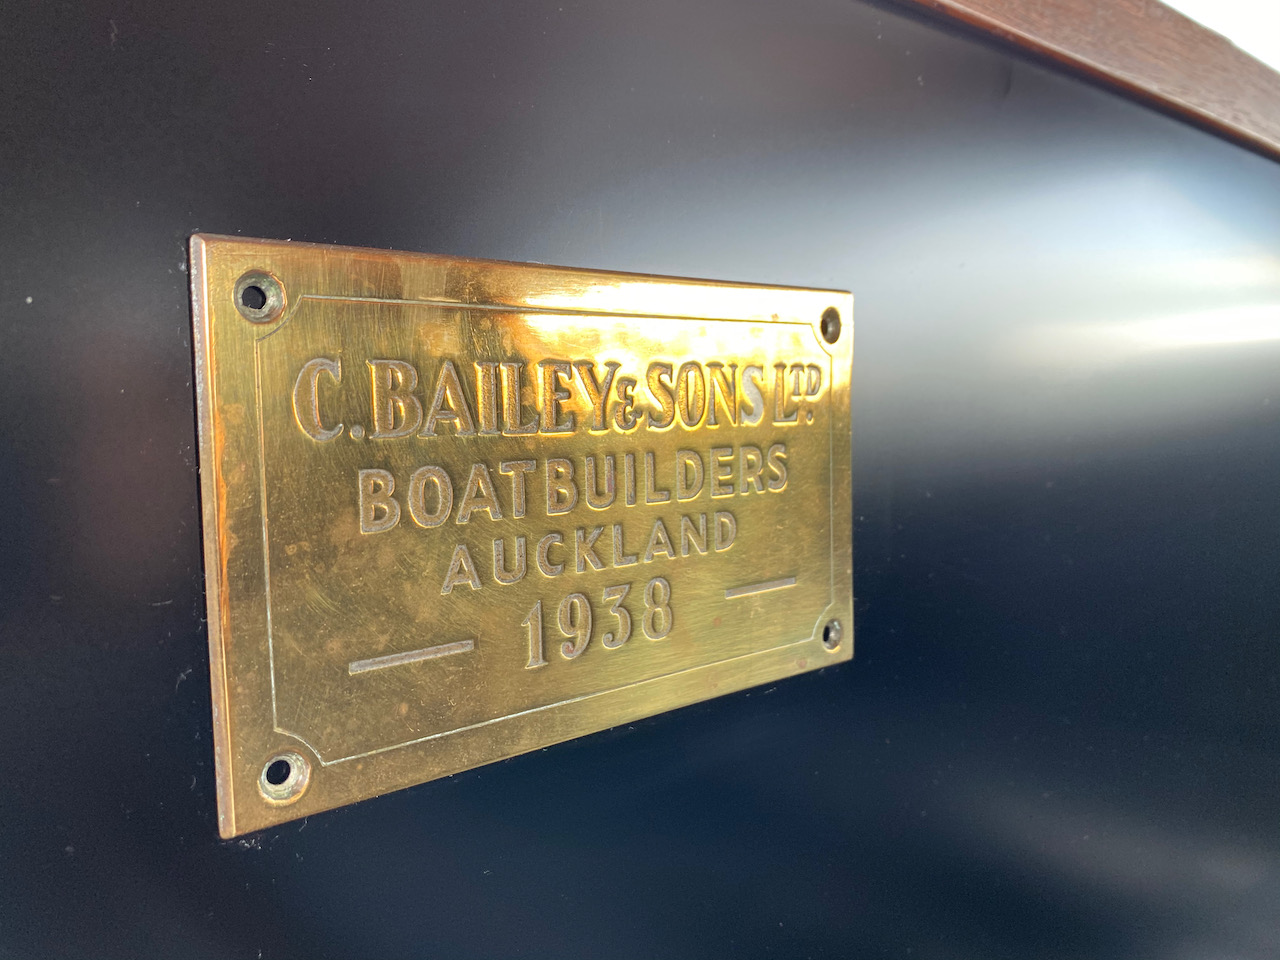 C. BAILEY & SONS LTD.
BOATBUILDERS
AUCKLAND
1938